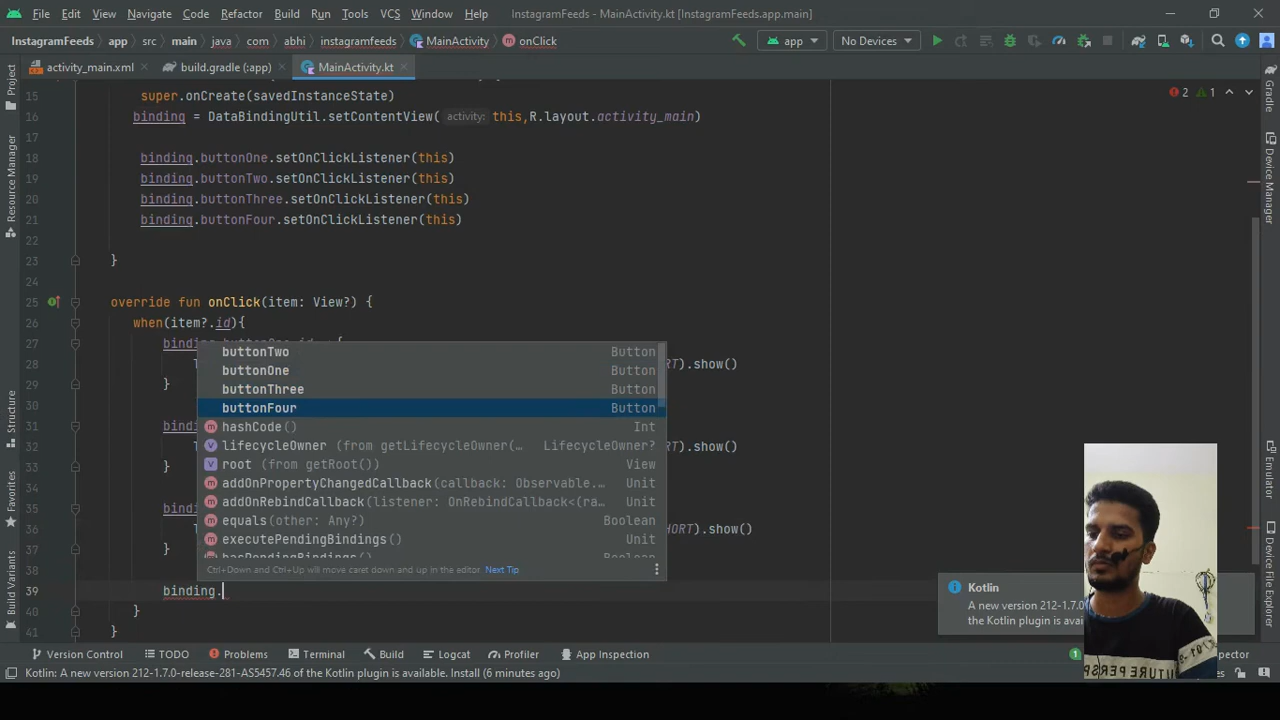 File Edit View Navigate Code Refactor Build Run Tools VCS Window Help InstagramFeeds - MainActivity.kt [InstagramFeeds.app.main]
InstagramFeeds app src main java com abhi instagramfeeds MainActivity onClick app No Devices
activity_main.xml build.gradle (:app) MainActivity.kt
15 super.onCreate(savedInstanceState)
16 binding = DataBindingUtil.setContentView( activity: this,R.layout.activity_main)
17
18 binding.buttonOne.setOnClickListener(this)
19 binding.buttonTwo.setOnClickListener(this)
20 binding.buttonThree.setOnClickListener(this)
21 binding.buttonFour.setOnClickListener(this)
22
23 }
24
25 override fun onClick(item: View?) {
26 when(item?.id){
27
28 .show()
29 }
30
31
32 .show()
33 }
34
35
36 .show()
37 }
38
39 binding.
40 }
41 }
buttonTwo Button
buttonOne Button
buttonThree Button
buttonFour Button
hashCode() Int
lifecycleOwner (from getLifecycleOwner(... LifecycleOwner?
root (from getRoot()) View
addOnPropertyChangedCallback(callback: Observable.... Unit
addOnRebindCallback(listener: OnRebindCallback<(ra... Unit
equals(other: Any?) Boolean
executePendingBindings() Unit
hasPendingBindings() Boolean
Ctrl+Down and Ctrl+Up will move caret down and up in the editor. Next Tip
2 1
Project
Resource Manager
Structure
Favorites
Build Variants
Gradle
Device Manager
Emulator
Device File Explorer
Kotlin
A new version 212-1.7.0
the Kotlin plugin is avai
Version Control TODO Problems Terminal Build Logcat Profiler App Inspection 1
Kotlin: A new version 212-1.7.0-release-281-AS5457.46 of the Kotlin plugin is available. Install (6 minutes ago)